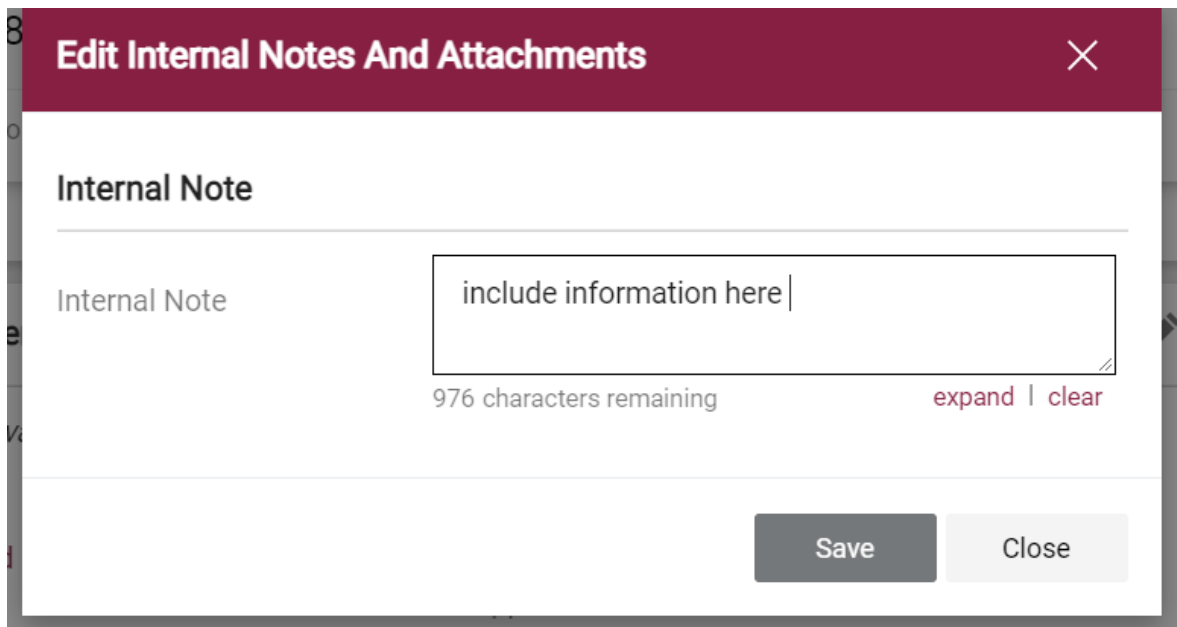 8
Edit Internal Notes And Attachments
Internal Note
Internal Note
include information here
976 characters remaining
expand | clear
Save
Close